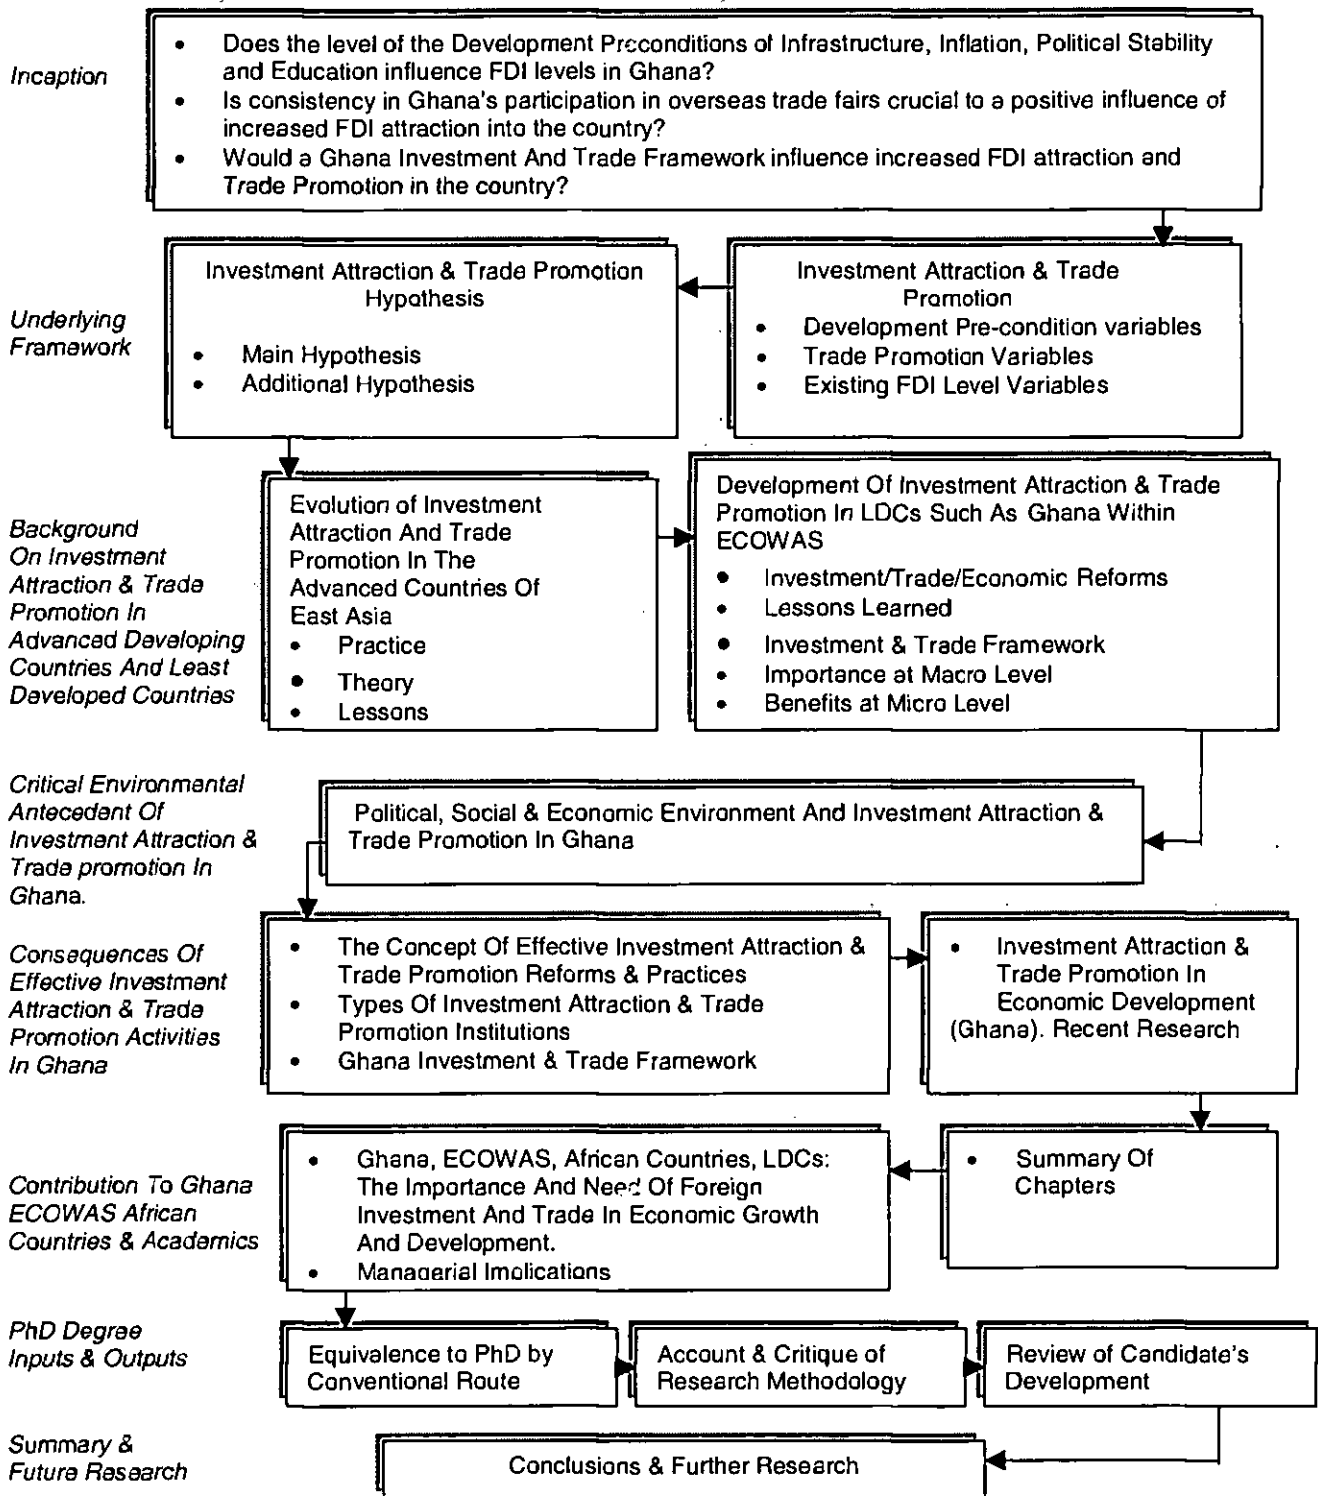 Inception
• Does the level of the Development Preconditions of Infrastructure, Inflation, Political Stability
and Education influence FDI levels in Ghana?
• Is consistency in Ghana's participation in overseas trade fairs crucial to a positive influence of
increased FDI attraction into the country?
• Would a Ghana Investment And Trade Framework influence increased FDI attraction and
Trade Promotion in the country?
Underlying
Framework
Investment Attraction & Trade Promotion
Hypothesis
• Main Hypothesis
• Additional Hypothesis
Investment Attraction & Trade
Promotion
• Development Pre-condition variables
• Trade Promotion Variables
• Existing FDI Level Variables
Background
On Investment
Attraction & Trade
Promotion In
Advanced Developing
Countries And Least
Developed Countries
Evolution of Investment
Attraction And Trade
Promotion In The
Advanced Countries Of
East Asia
• Practice
• Theory
• Lessons
Development Of Investment Attraction & Trade
Promotion In LDCs Such As Ghana Within
ECOWAS
• Investment/Trade/Economic Reforms
• Lessons Learned
• Investment & Trade Framework
• Importance at Macro Level
• Benefits at Micro Level
Critical Environmental
Antecedent Of
Investment Attraction &
Trade promotion In
Ghana.
Political, Social & Economic Environment And Investment Attraction &
Trade Promotion In Ghana
Consequences Of
Effective Investment
Attraction & Trade
Promotion Activities
In Ghana
• The Concept Of Effective Investment Attraction &
Trade Promotion Reforms & Practices
• Types Of Investment Attraction & Trade
Promotion Institutions
• Ghana Investment & Trade Framework
• Investment Attraction &
Trade Promotion In
Economic Development
(Ghana). Recent Research
Contribution To Ghana
ECOWAS African
Countries & Academics
• Ghana, ECOWAS, African Countries, LDCs:
The Importance And Need Of Foreign
Investment And Trade In Economic Growth
And Development.
• Managerial Implications
• Summary Of
Chapters
PhD Degree
Inputs & Outputs
Equivalence to PhD by
Conventional Route
Account & Critique of
Research Methodology
Review of Candidate's
Development
Summary &
Future Research
Conclusions & Further Research